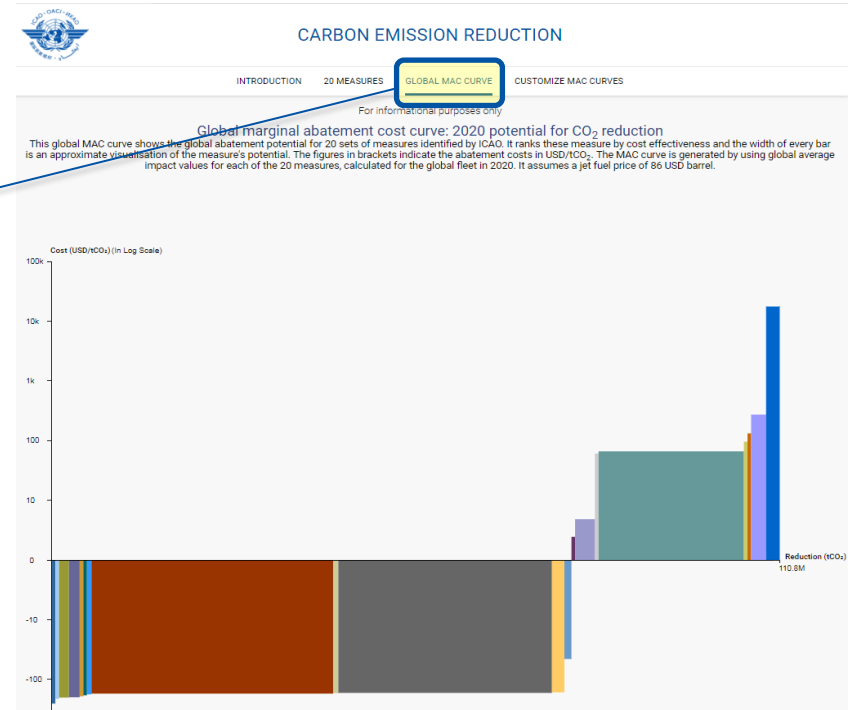 ICAO · OACI · ИКАО
CARBON EMISSION REDUCTION
INTRODUCTION 20 MEASURES GLOBAL MAC CURVE CUSTOMIZE MAC CURVES
For informational purposes only
Global marginal abatement cost curve: 2020 potential for CO₂ reduction
This global MAC curve shows the global abatement potential for 20 sets of measures identified by ICAO. It ranks these measure by cost effectiveness and the width of every bar
is an approximate visualisation of the measure's potential. The figures in brackets indicate the abatement costs in USD/tCO₂. The MAC curve is generated by using global average
impact values for each of the 20 measures, calculated for the global fleet in 2020. It assumes a jet fuel price of 86 USD barrel.
Cost (USD/tCO₂) (In Log Scale)
100k
10k
1k
100
10
0
Reduction (tCO₂)
110.8M
-10
-100